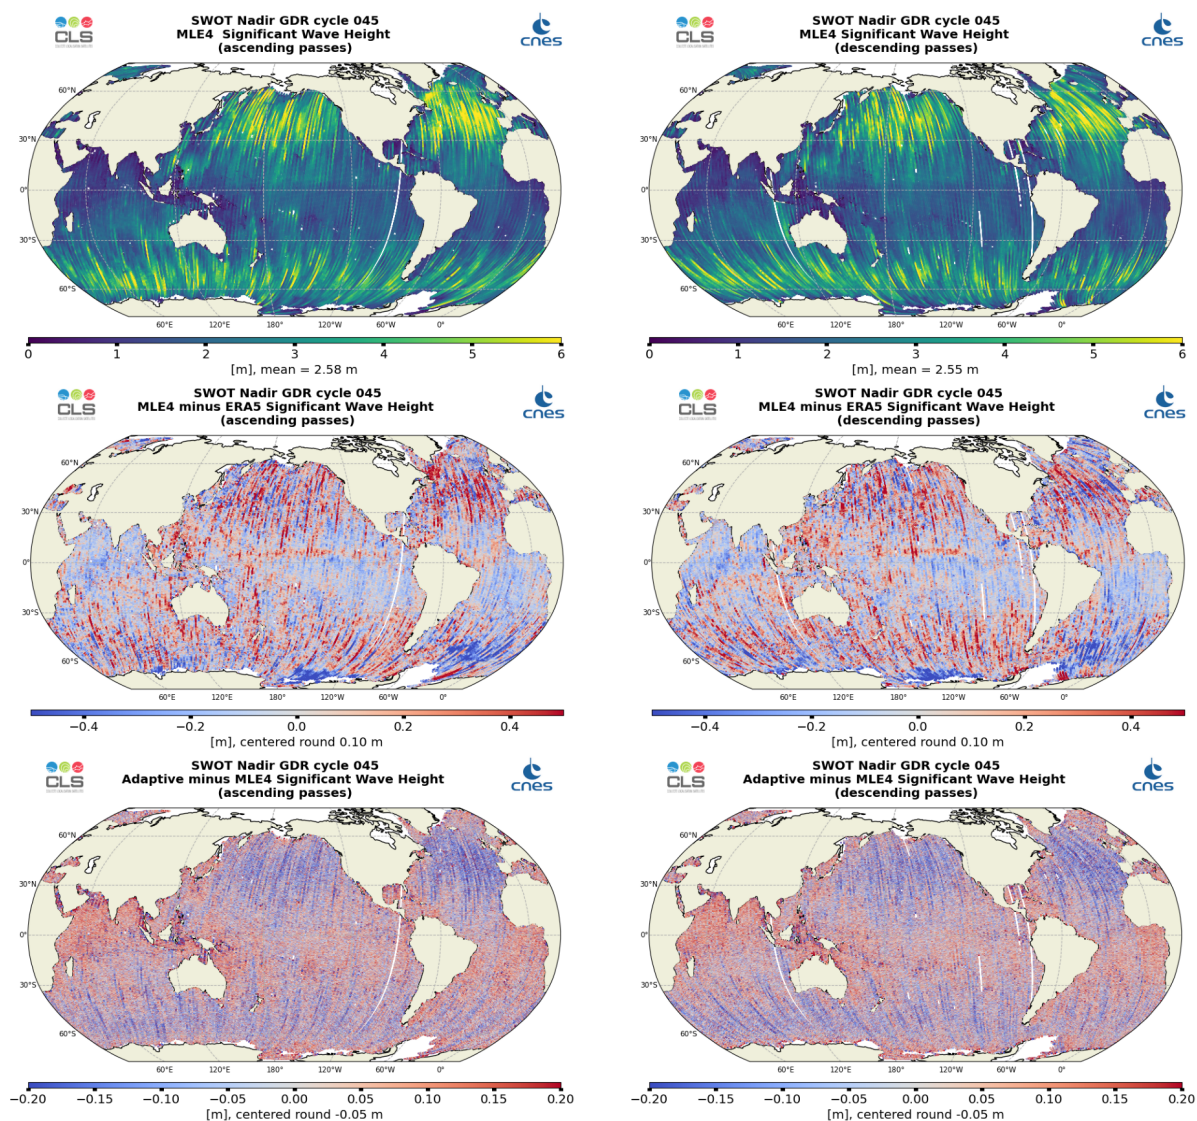 CLS
SWOT Nadir GDR cycle 045
MLE4  Significant Wave Height
(ascending passes)
cnes
60°N
30°N
0°
30°S
60°S
60°E 120°E 180° 120°W 60°W 0°
0 1 2 3 4 5 6
[m], mean = 2.58 m
CLS
SWOT Nadir GDR cycle 045
MLE4 Significant Wave Height
(descending passes)
cnes
60°N
30°N
0°
30°S
60°S
60°E 120°E 180° 120°W 60°W 0°
0 1 2 3 4 5 6
[m], mean = 2.55 m
CLS
SWOT Nadir GDR cycle 045
MLE4 minus ERA5 Significant Wave Height
(ascending passes)
cnes
60°N
30°N
0°
30°S
60°S
60°E 120°E 180° 120°W 60°W 0°
−0.4 −0.2 0.0 0.2 0.4
[m], centered round 0.10 m
CLS
SWOT Nadir GDR cycle 045
MLE4 minus ERA5 Significant Wave Height
(descending passes)
cnes
60°N
30°N
0°
30°S
60°S
60°E 120°E 180° 120°W 60°W 0°
−0.4 −0.2 0.0 0.2 0.4
[m], centered round 0.10 m
CLS
SWOT Nadir GDR cycle 045
Adaptive minus MLE4 Significant Wave Height
(ascending passes)
cnes
60°N
30°N
0°
30°S
60°S
60°E 120°E 180° 120°W 60°W 0°
−0.20 −0.15 −0.10 −0.05 0.00 0.05 0.10 0.15 0.20
[m], centered round -0.05 m
CLS
SWOT Nadir GDR cycle 045
Adaptive minus MLE4 Significant Wave Height
(descending passes)
cnes
60°N
30°N
0°
30°S
60°S
60°E 120°E 180° 120°W 60°W 0°
−0.20 −0.15 −0.10 −0.05 0.00 0.05 0.10 0.15 0.20
[m], centered round -0.05 m